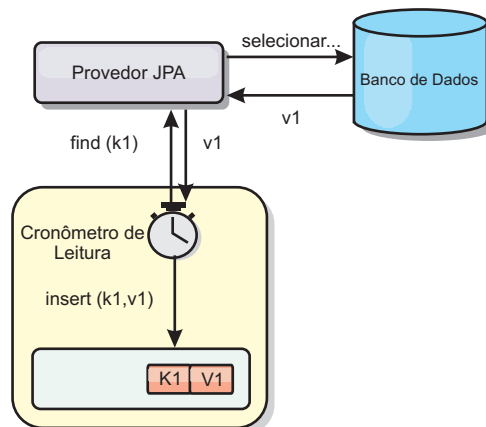 selecionar...
Provedor JPA
Banco de Dados
v1
find (k1)
v1
Cronômetro de
Leitura
insert (k1,v1)
K1
V1